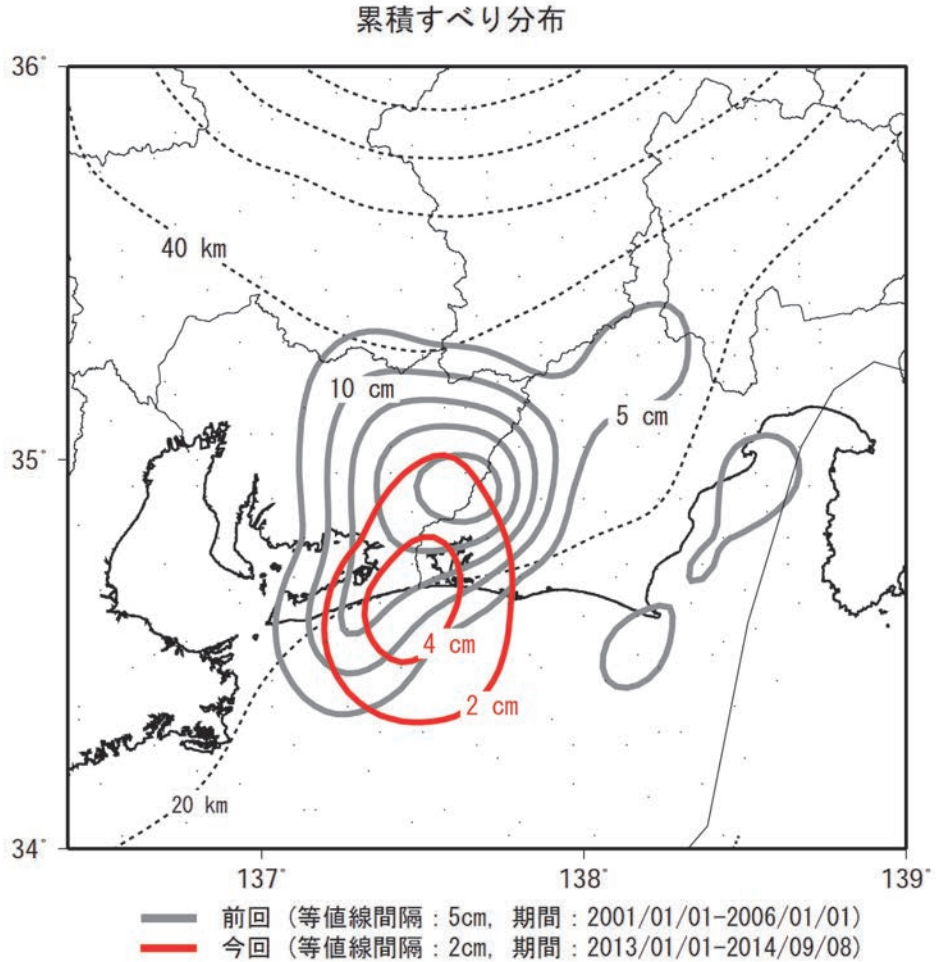 累積すべり分布
36°
40 km
10 cm
5 cm
35°
4 cm
2 cm
20 km
34°
137°
138°
139°
前回 (等値線間隔：5cm, 期間：2001/01/01-2006/01/01)
今回 (等値線間隔：2cm, 期間：2013/01/01-2014/09/08)